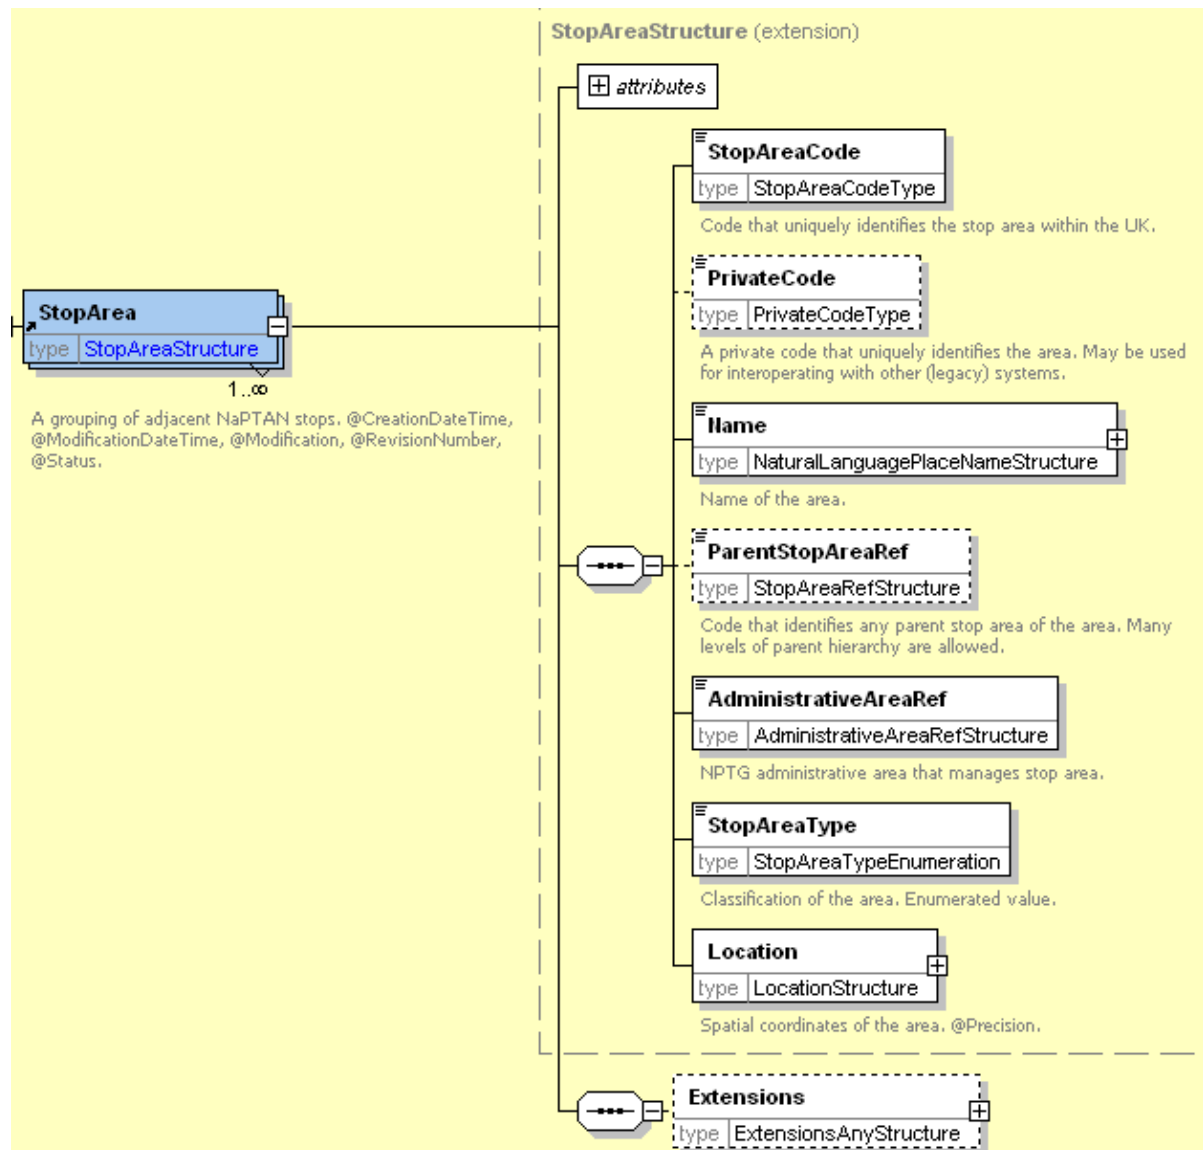 StopAreaStructure (extension)
attributes
StopAreaCode
type StopAreaCodeType
Code that uniquely identifies the stop area within the UK.
PrivateCode
type PrivateCodeType
A private code that uniquely identifies the area. May be used
for interoperating with other (legacy) systems.
StopArea
type StopAreaStructure
1..∞
A grouping of adjacent NaPTAN stops. @CreationDateTime,
@ModificationDateTime, @Modification, @RevisionNumber,
@Status.
Name
type NaturalLanguagePlaceNameStructure
Name of the area.
ParentStopAreaRef
type StopAreaRefStructure
Code that identifies any parent stop area of the area. Many
levels of parent hierarchy are allowed.
AdministrativeAreaRef
type AdministrativeAreaRefStructure
NPTG administrative area that manages stop area.
StopAreaType
type StopAreaTypeEnumeration
Classification of the area. Enumerated value.
Location
type LocationStructure
Spatial coordinates of the area. @Precision.
Extensions
type ExtensionsAnyStructure